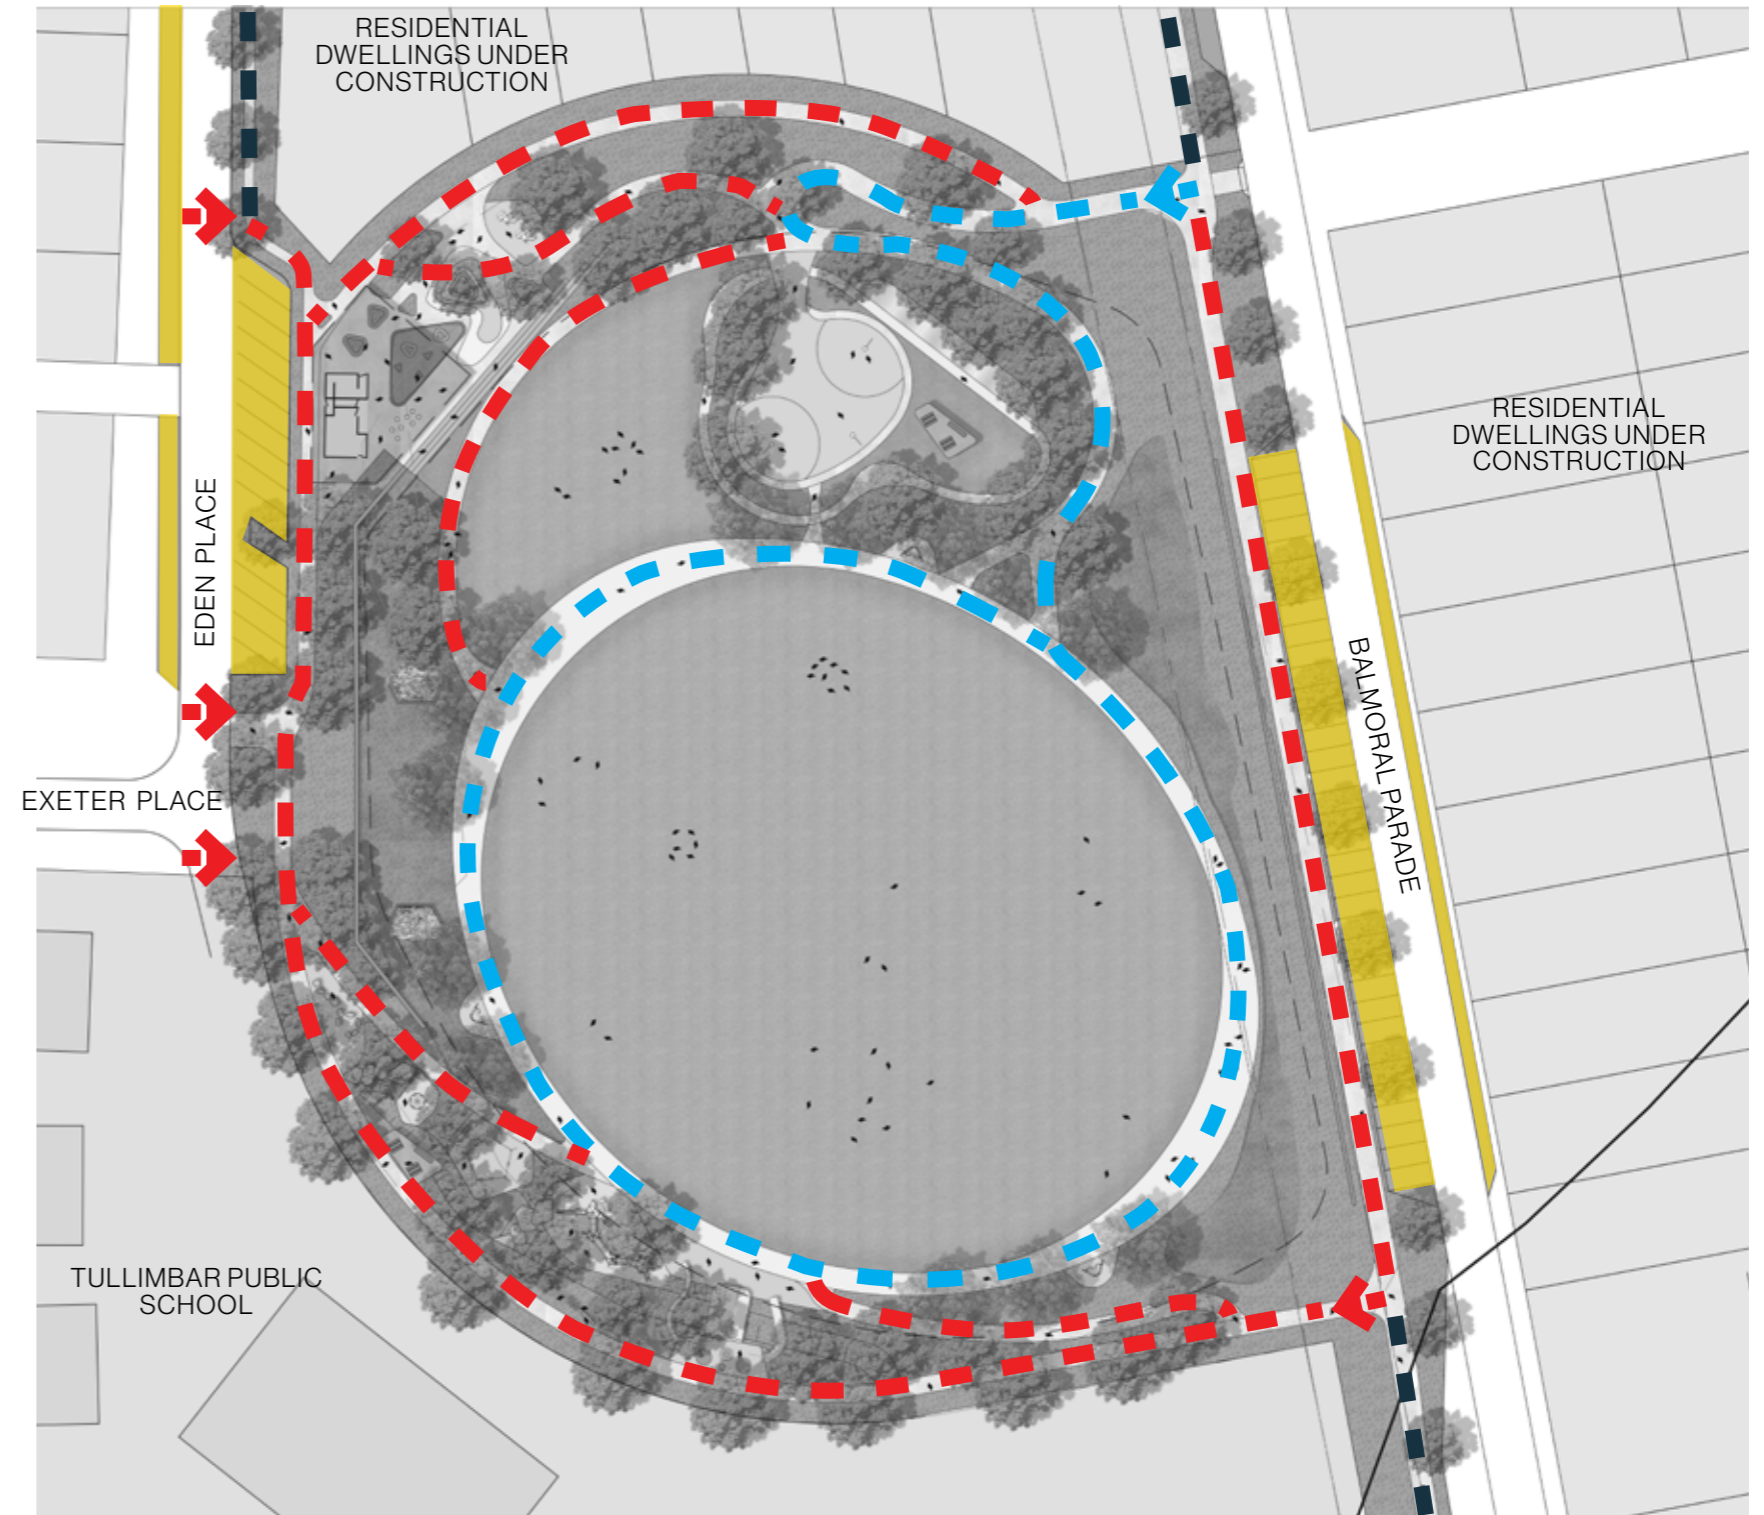 RESIDENTIAL
DWELLINGS UNDER
CONSTRUCTION
RESIDENTIAL
DWELLINGS UNDER
CONSTRUCTION
EDEN PLACE
BALMORAL PARADE
EXETER PLACE
TULLIMBAR PUBLIC
SCHOOL